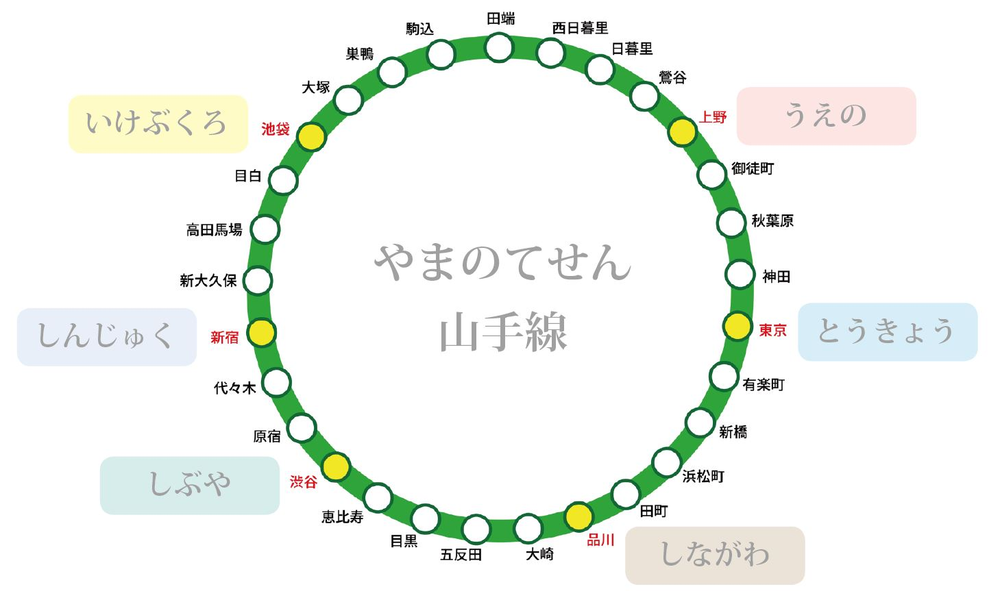 田端
西日暮里
駒込
日暮里
巣鴨
鶯谷
大塚
上野
うえの
いけぶくろ
池袋
御徒町
目白
秋葉原
高田馬場
やまのてせん
神田
新大久保
山手線
東京
とうきょう
しんじゅく
新宿
有楽町
代々木
新橋
原宿
浜松町
しぶや
渋谷
田町
恵比寿
目黒
品川
しながわ
五反田
大崎